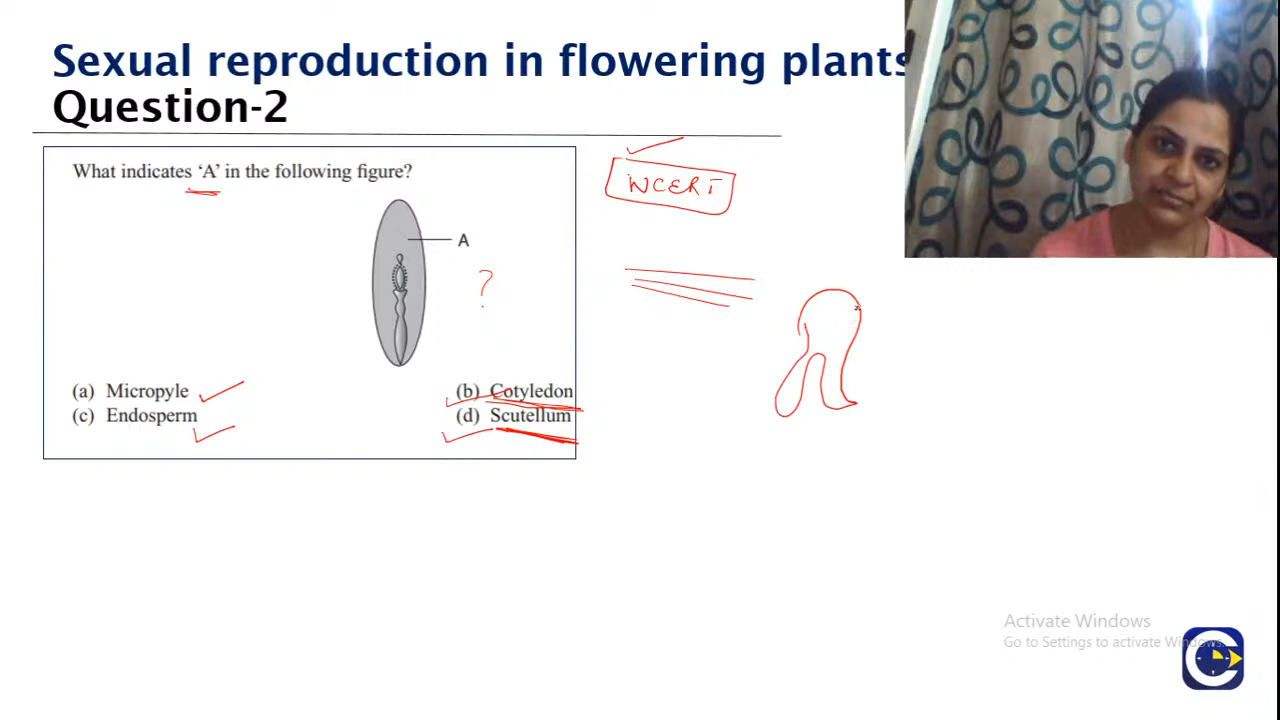 Sexual reproduction in flowering plants
Question-2
What indicates ‘A’ in the following figure?
NCERT
A
?
(a) Micropyle
(b) Cotyledon
(c) Endosperm
(d) Scutellum
Activate Windows
Go to Settings to activate Windows.